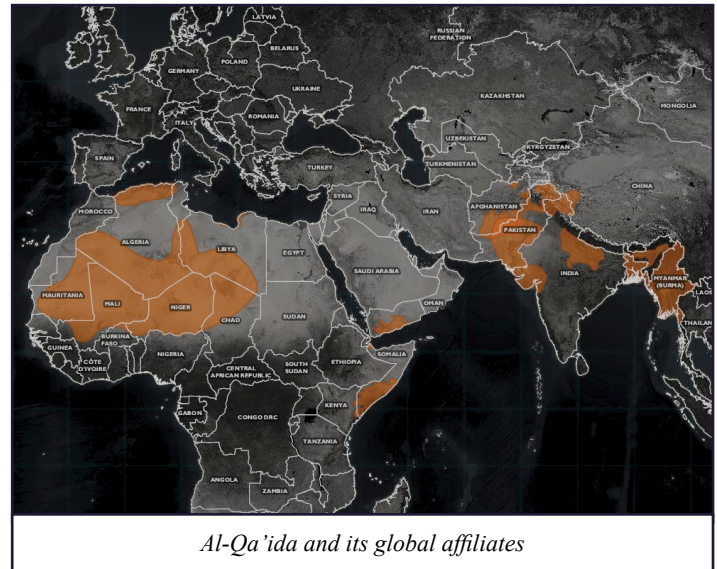 LATVIA
RUSSIAN
FEDERATION
BELARUS
POLAND
GERMANY
UKRAINE
KAZAKHSTAN
MONGOLIA
FRANCE
ROMANIA
ITALY
UZBEKISTAN
KYRGYZSTAN
SPAIN
TURKEY
TURKMENISTAN
CHINA
SYRIA
AFGHANISTAN
IRAQ
IRAN
MOROCCO
PAKISTAN
ALGERIA
LIBYA
EGYPT
SAUDI ARABIA
INDIA
MYANMAR
(BURMA)
LAOS
MAURITANIA
MALI
NIGER
OMAN
CHAD
SUDAN
THAILAND
BURKINA
FASO
GUINEA
CÔTE
D'IVOIRE
NIGERIA
ETHIOPIA
SOMALIA
CENTRAL
AFRICAN REPUBLIC
SOUTH
SUDAN
GABON
CONGO DRC
KENYA
TANZANIA
ANGOLA
ZAMBIA
Al-Qa’ida and its global affiliates